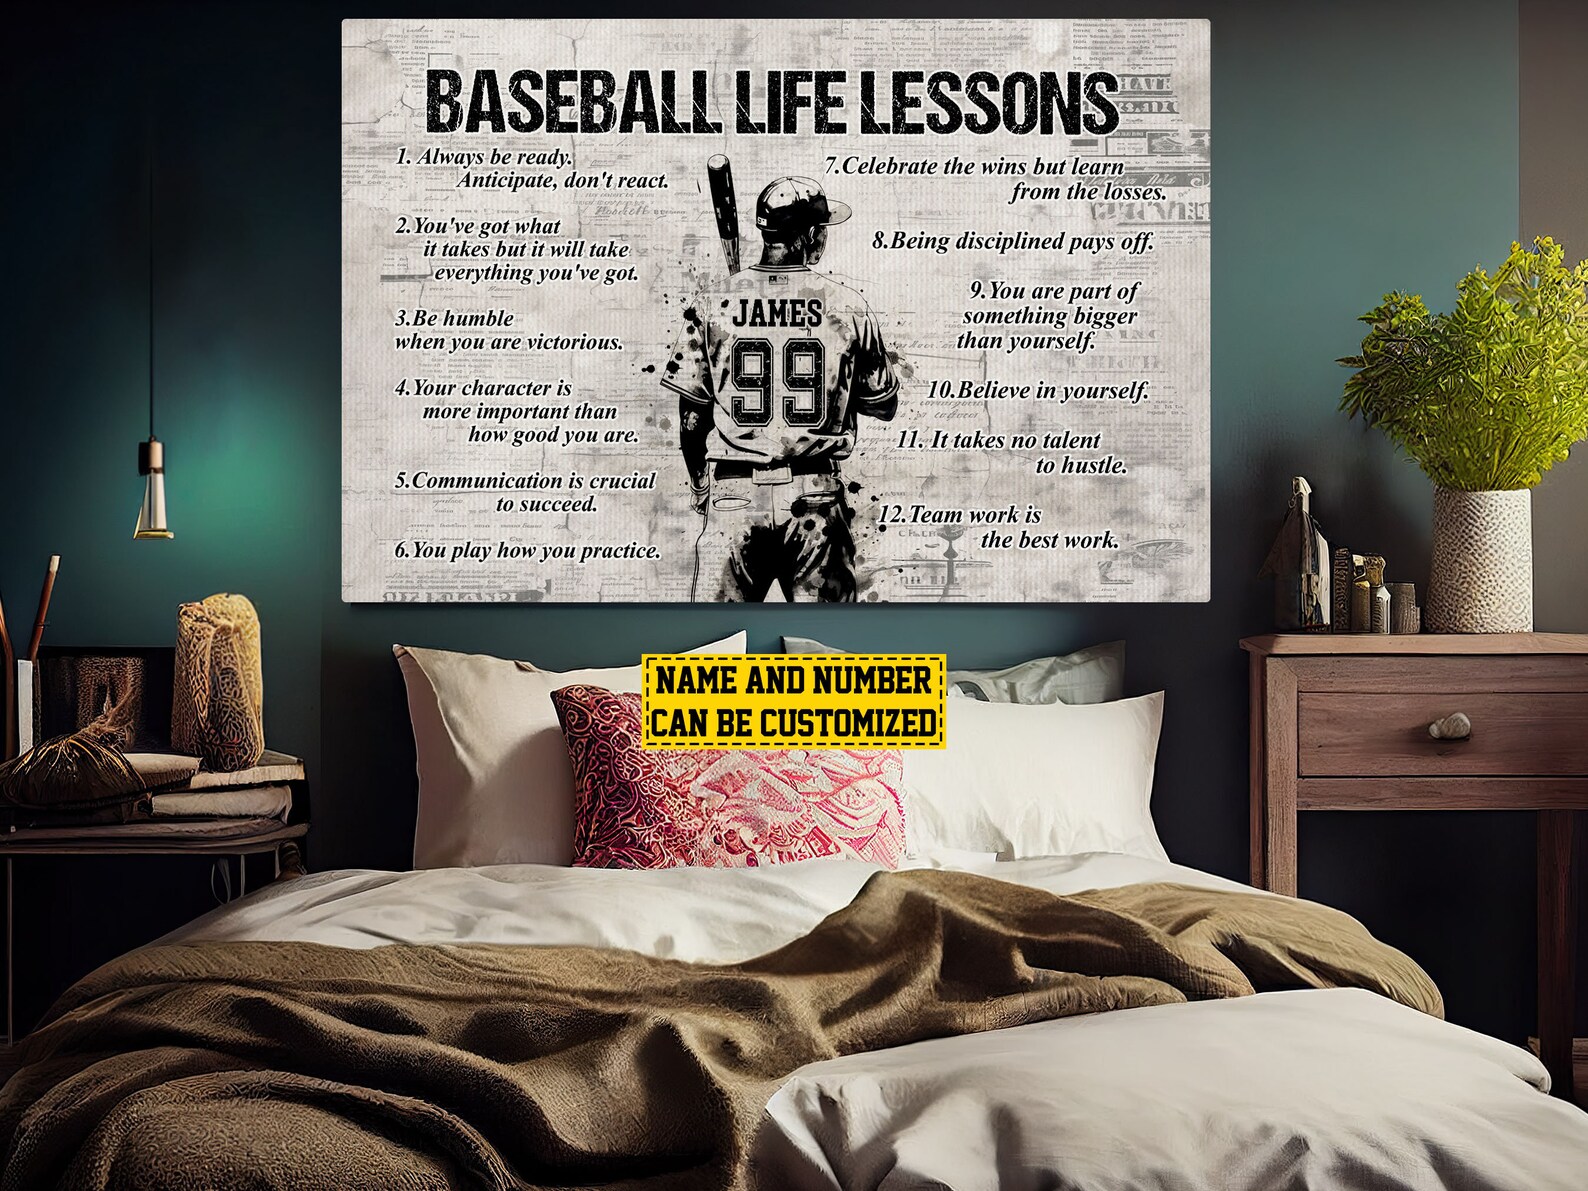 BASEBALL LIFE LESSONS
1. Always be ready.
Anticipate, don't react.
2.You've got what
it takes but it will take
everything you've got.
3.Be humble
when you are victorious.
4.Your character is
more important than
how good you are.
5.Communication is crucial
to succeed.
6.You play how you practice.
JAMES
99
7.Celebrate the wins but learn
from the losses.
8.Being disciplined pays off.
9.You are part of
something bigger
than yourself.
10.Believe in yourself.
11. It takes no talent
to hustle.
12.Team work is
the best work.
NAME AND NUMBER
CAN BE CUSTOMIZED